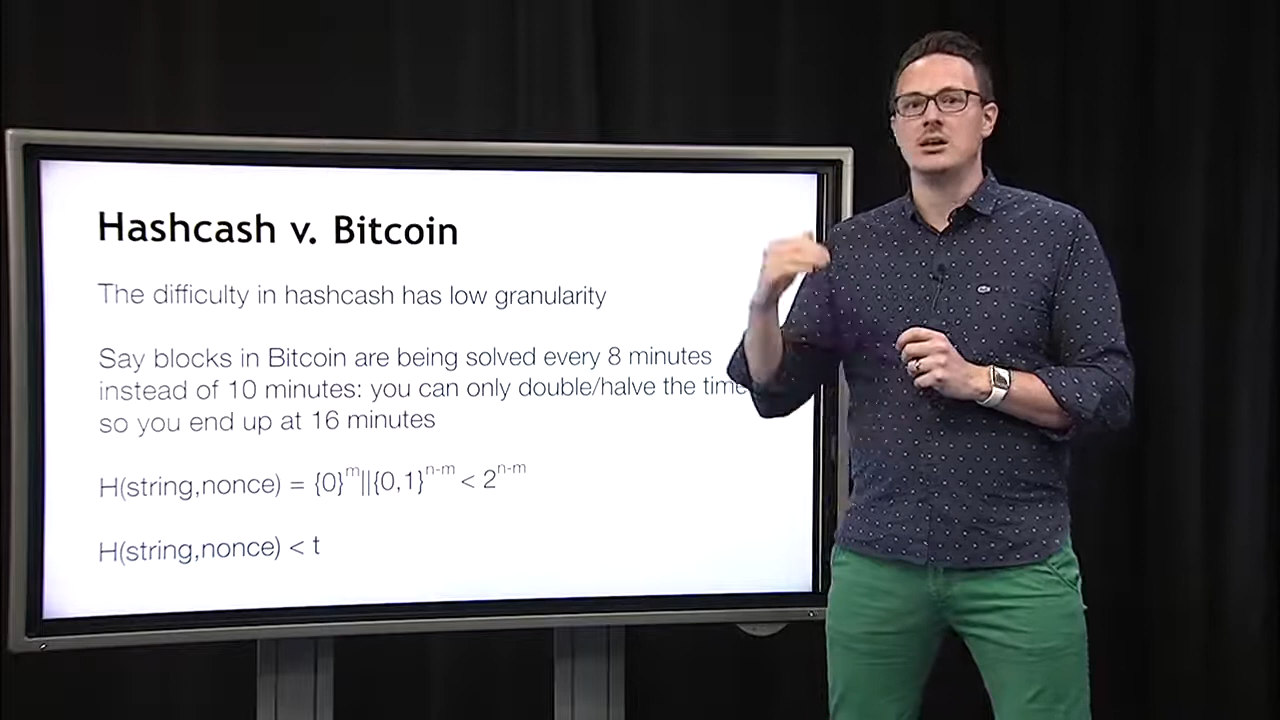 Hashcash v. Bitcoin
The difficulty in hashcash has low granularity
Say blocks in Bitcoin are being solved every 8 minutes
instead of 10 minutes: you can only double/halve the time
so you end up at 16 minutes
H(string,nonce) = {0}^m||{0,1}^n-m < 2^n-m
H(string,nonce) < t